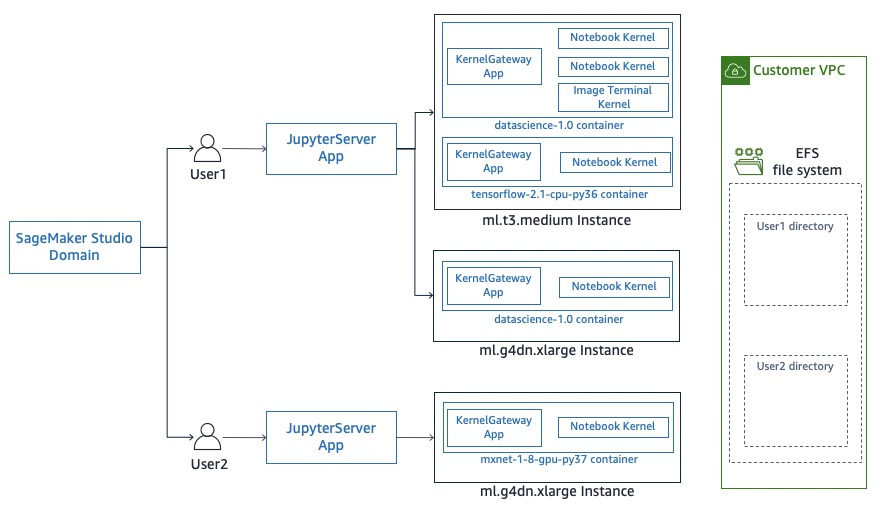 SageMaker Studio
Domain
User1
JupyterServer
App
KernelGateway
App
Notebook Kernel
Notebook Kernel
Image Terminal
Kernel
datascience-1.0 container
KernelGateway
App
Notebook Kernel
tensorflow-2.1-cpu-py36 container
ml.t3.medium Instance
KernelGateway
App
Notebook Kernel
datascience-1.0 container
ml.g4dn.xlarge Instance
User2
JupyterServer
App
KernelGateway
App
Notebook Kernel
mxnet-1-8-gpu-py37 container
ml.g4dn.xlarge Instance
Customer VPC
EFS
file system
User1 directory
User2 directory